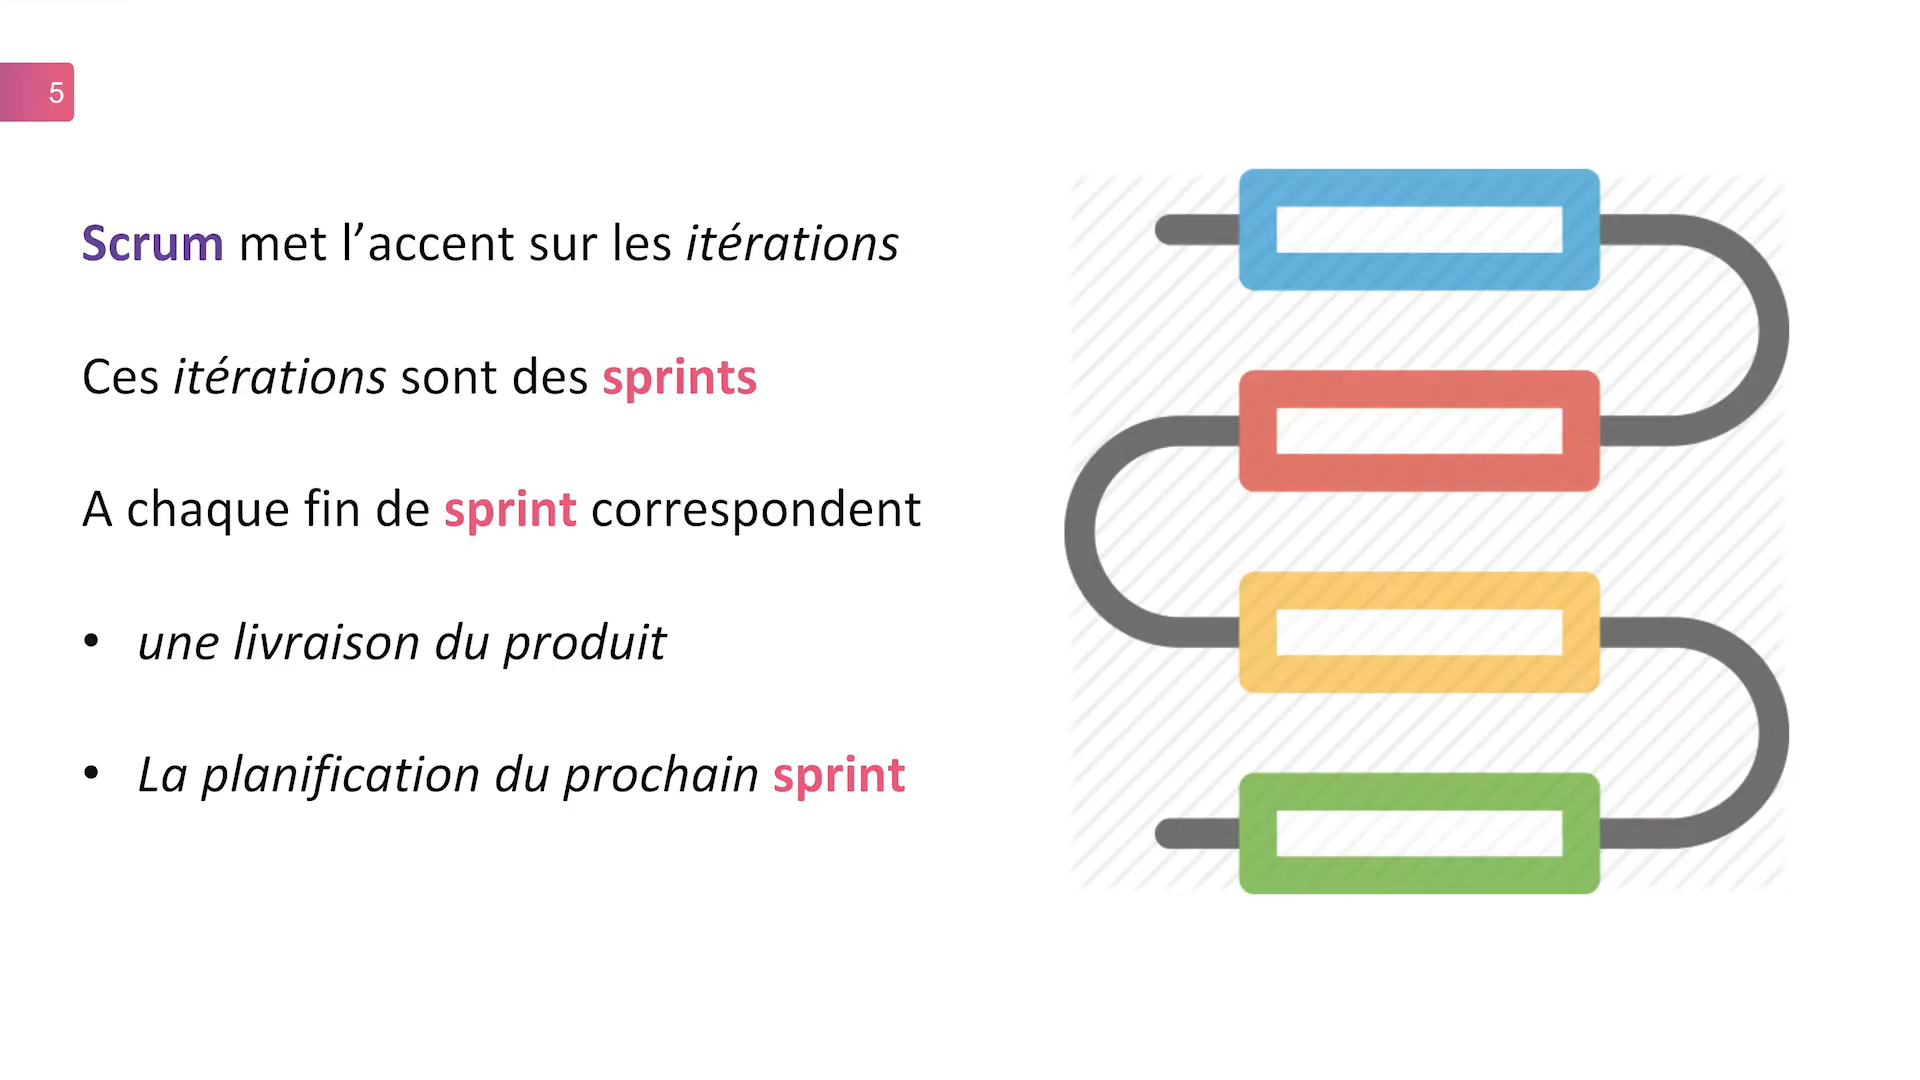 5
Scrum met l’accent sur les itérations
Ces itérations sont des sprints
A chaque fin de sprint correspondent
• une livraison du produit
• La planification du prochain sprint